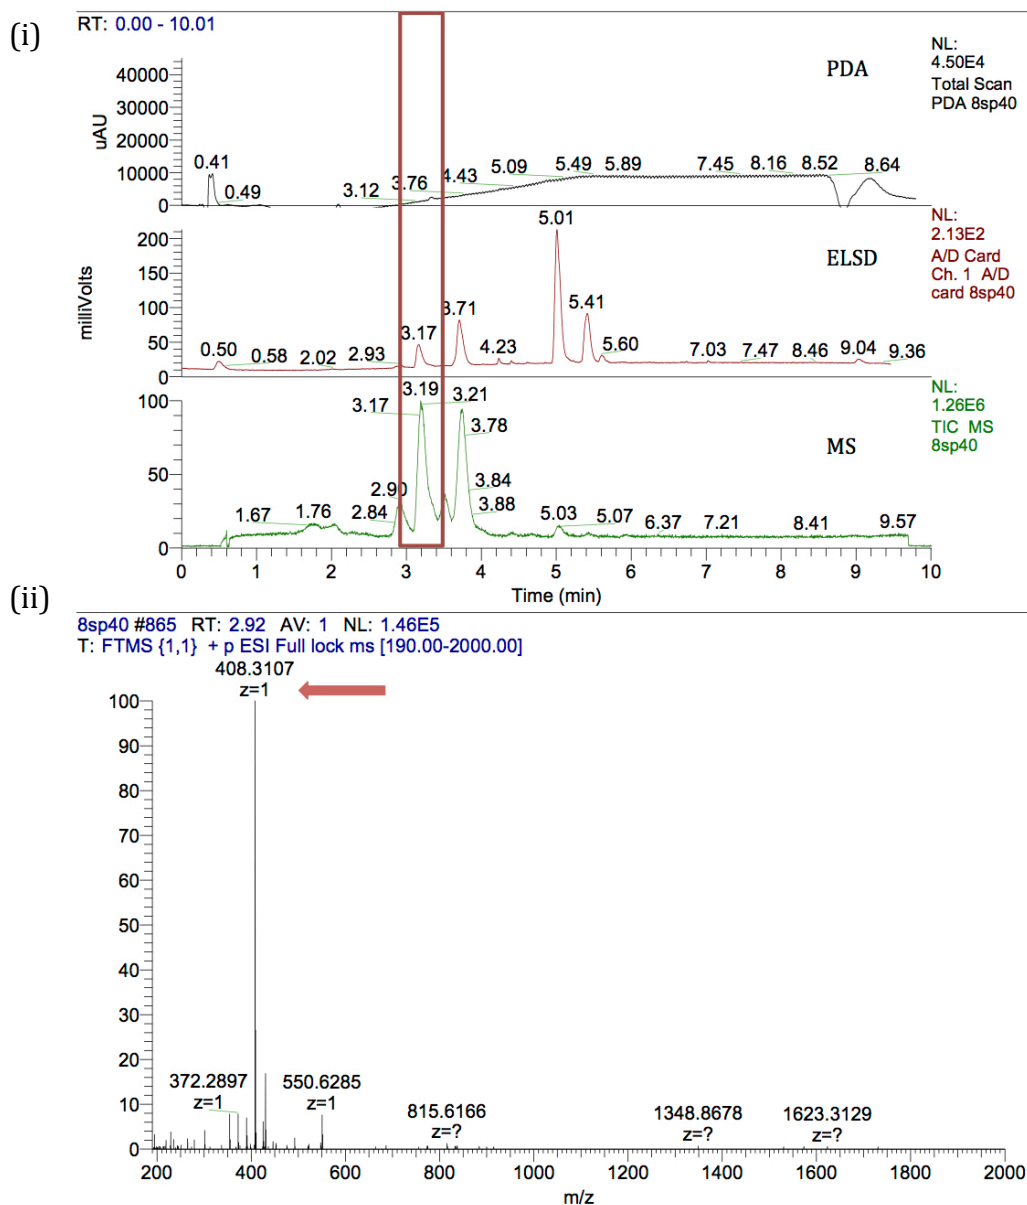 (i)
RT: 0.00 - 10.01
NL:
4.50E4
Total Scan
PDA 8sp40
PDA
uAU
40000
30000
20000
10000
0
0.41
0.49
3.12
3.76
4.43
5.09
5.49
5.89
7.45
8.16
8.52
8.64
NL:
2.13E2
A/D Card
Ch. 1 A/D
card 8sp40
ELSD
milliVolts
200
150
100
50
0
0.50
0.58
2.02
2.93
3.17
3.71
4.23
5.01
5.41
5.60
7.03
7.47
8.46
9.04
9.36
NL:
1.26E6
TIC MS
8sp40
MS
100
50
0
1.67
1.76
2.84
2.90
3.17
3.19
3.21
3.78
3.84
3.88
5.03
5.07
6.37
7.21
8.41
9.57
0 1 2 3 4 5 6 7 8 9 10
Time (min)
(ii)
8sp40 #865 RT: 2.92 AV: 1 NL: 1.46E5
T: FTMS {1,1} + p ESI Full lock ms [190.00-2000.00]
408.3107
z=1
100
90
80
70
60
50
40
30
20
10
0
372.2897
z=1
550.6285
z=1
815.6166
z=?
1348.8678
z=?
1623.3129
z=?
200 400 600 800 1000 1200 1400 1600 1800 2000
m/z